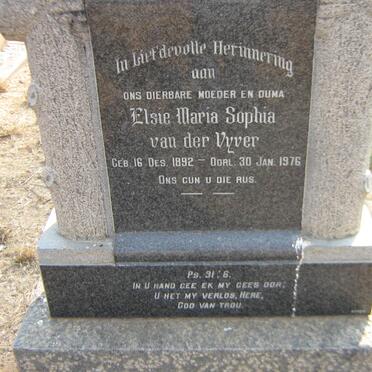 In Liefdevolle Herinnering
aan
ONS DIERBARE MOEDER EN OUMA
Elsie Maria Sophia
van der Vyver
GEB. 16 DES. 1892 — OORL. 30 JAN. 1976
ONS GUN U DIE RUS.
PS. 31:6.
IN U HAND GEE EK MY GEES OOR;
U HET MY VERLOS, HERE,
GOD VAN TROU.